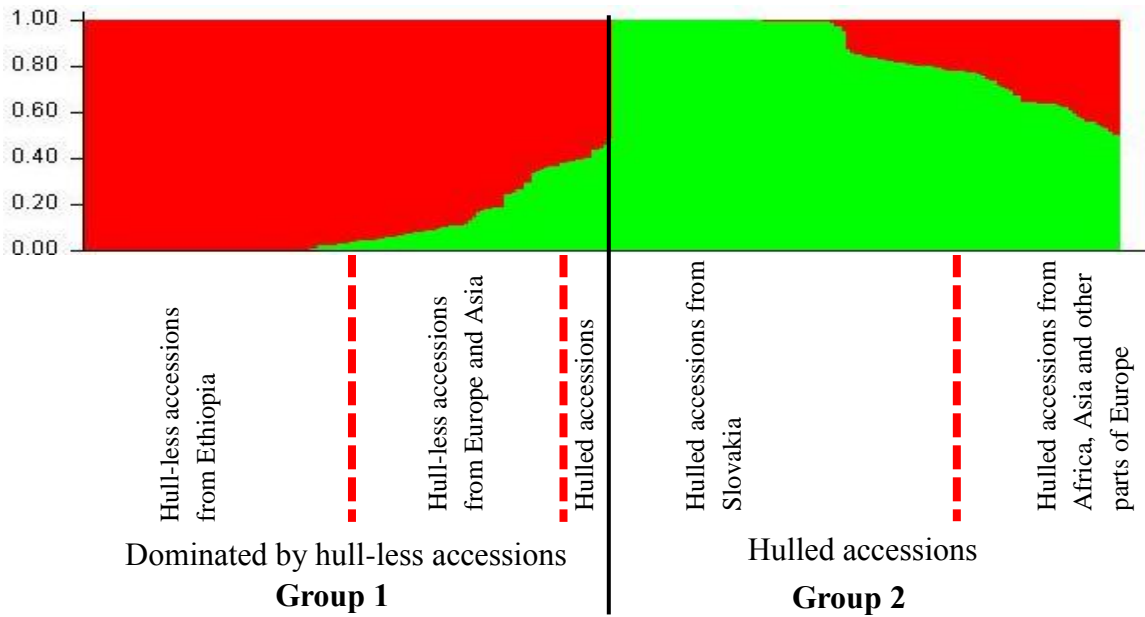 1.00
0.80
0.60
0.40
0.20
0.00
Hull-less accessions
from Ethiopia
Hull-less accessions
from Europe and Asia
Hulled accessions
Hulled accessions from
Slovakia
Hulled accessions from
Africa, Asia and other
parts of Europe
Dominated by hull-less accessions
Group 1
Hulled accessions
Group 2